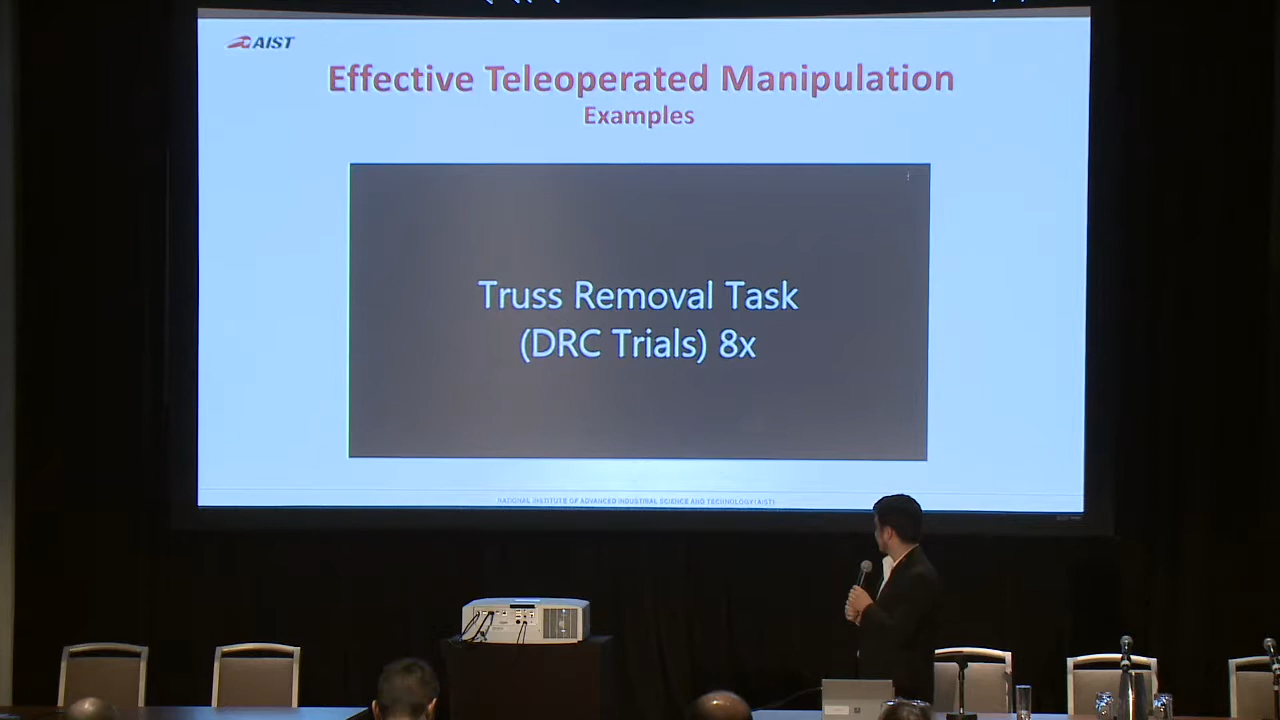 AIST
Effective Teleoperated Manipulation
Examples
Truss Removal Task
(DRC Trials) 8x
NATIONAL INSTITUTE OF ADVANCED INDUSTRIAL SCIENCE AND TECHNOLOGY (AIST)